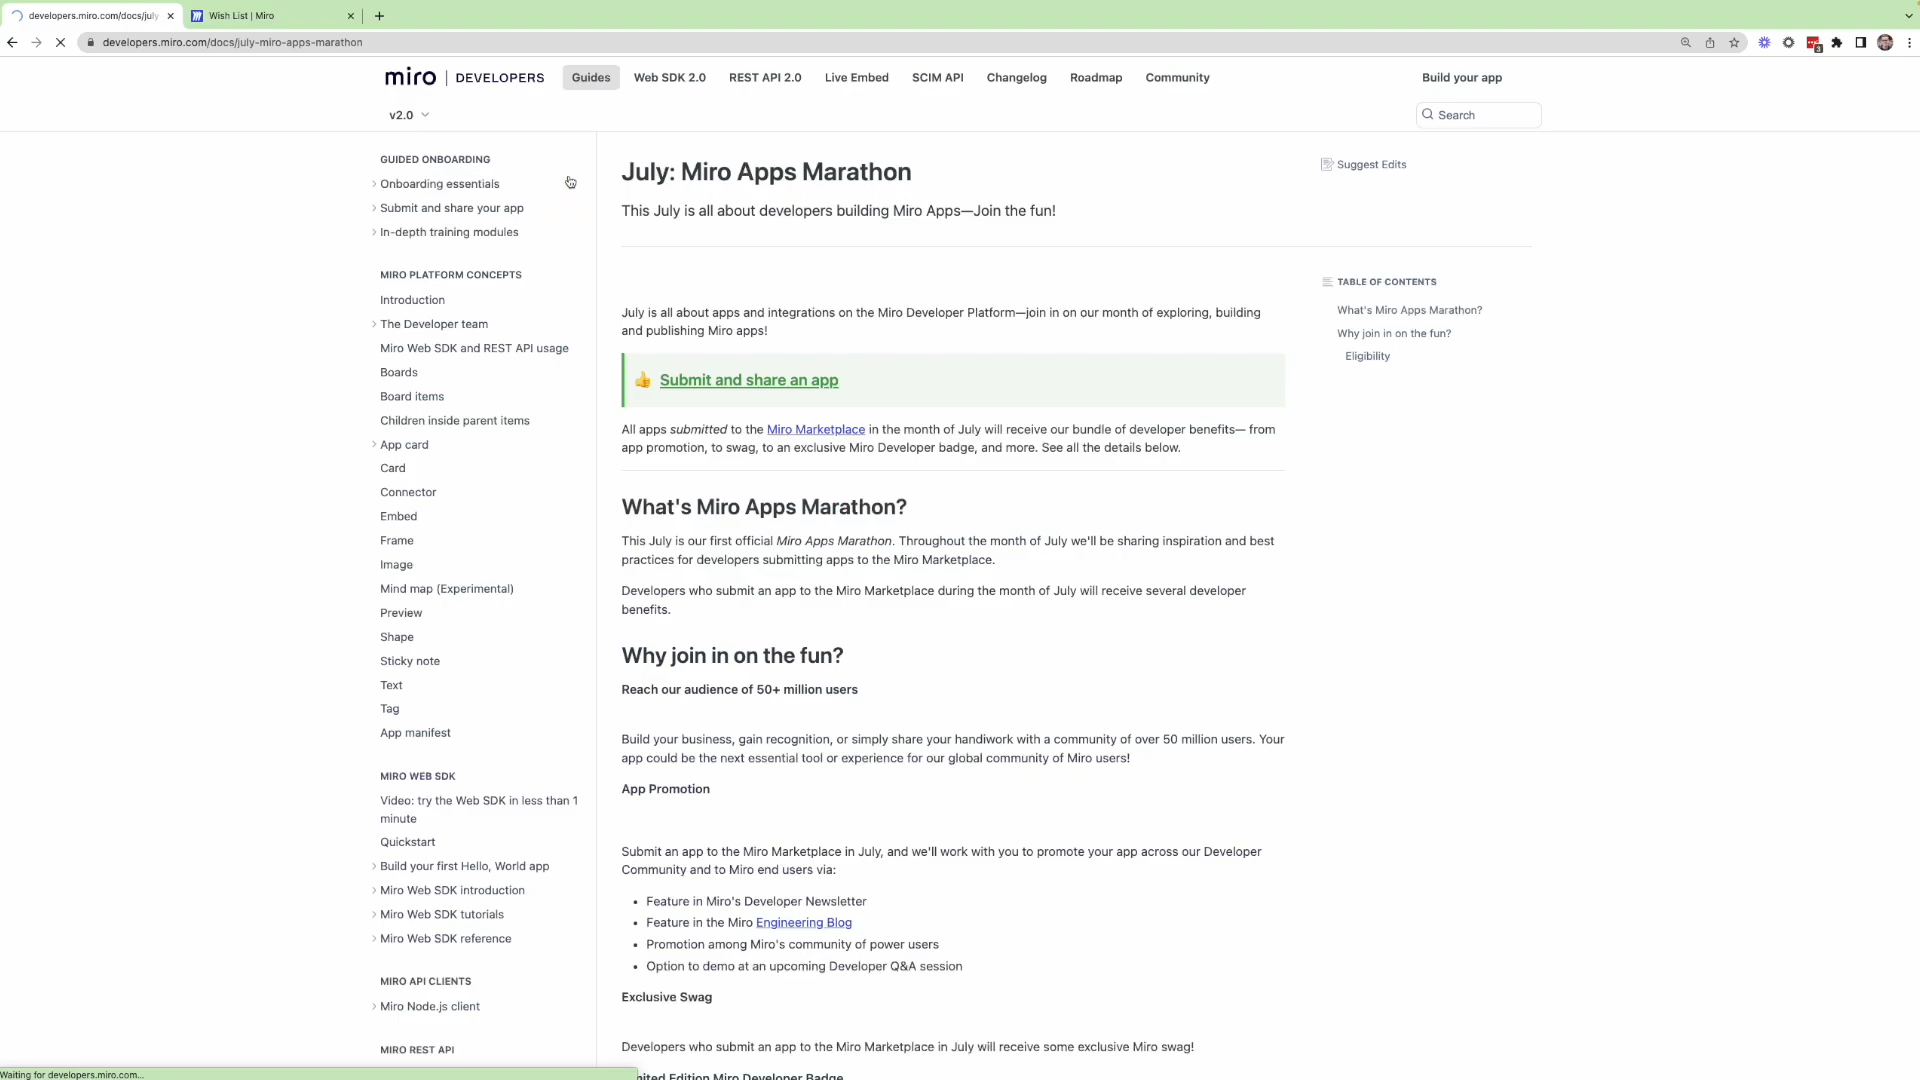 developers.miro.com/docs/july
Wish List | Miro
developers.miro.com/docs/july-miro-apps-marathon
miro | DEVELOPERS
Guides
Web SDK 2.0
REST API 2.0
Live Embed
SCIM API
Changelog
Roadmap
Community
Build your app
v2.0
Search
GUIDED ONBOARDING
Onboarding essentials
Submit and share your app
In-depth training modules
MIRO PLATFORM CONCEPTS
Introduction
The Developer team
Miro Web SDK and REST API usage
Boards
Board items
Children inside parent items
App card
Card
Connector
Embed
Frame
Image
Mind map (Experimental)
Preview
Shape
Sticky note
Text
Tag
App manifest
MIRO WEB SDK
Video: try the Web SDK in less than 1
minute
Quickstart
Build your first Hello, World app
Miro Web SDK introduction
Miro Web SDK tutorials
Miro Web SDK reference
MIRO API CLIENTS
Miro Node.js client
MIRO REST API
July: Miro Apps Marathon
This July is all about developers building Miro Apps—Join the fun!
July is all about apps and integrations on the Miro Developer Platform—join in on our month of exploring, building
and publishing Miro apps!
👍 Submit and share an app
All apps submitted to the Miro Marketplace in the month of July will receive our bundle of developer benefits— from
app promotion, to swag, to an exclusive Miro Developer badge, and more. See all the details below.
What's Miro Apps Marathon?
This July is our first official Miro Apps Marathon. Throughout the month of July we'll be sharing inspiration and best
practices for developers submitting apps to the Miro Marketplace.
Developers who submit an app to the Miro Marketplace during the month of July will receive several developer
benefits.
Why join in on the fun?
Reach our audience of 50+ million users
Build your business, gain recognition, or simply share your handiwork with a community of over 50 million users. Your
app could be the next essential tool or experience for our global community of Miro users!
App Promotion
Submit an app to the Miro Marketplace in July, and we'll work with you to promote your app across our Developer
Community and to Miro end users via:
• Feature in Miro's Developer Newsletter
• Feature in the Miro Engineering Blog
• Promotion among Miro's community of power users
• Option to demo at an upcoming Developer Q&A session
Exclusive Swag
Developers who submit an app to the Miro Marketplace in July will receive some exclusive Miro swag!
Miro Developer Badge
Suggest Edits
TABLE OF CONTENTS
What's Miro Apps Marathon?
Why join in on the fun?
Eligibility
Waiting for developers.miro.com...